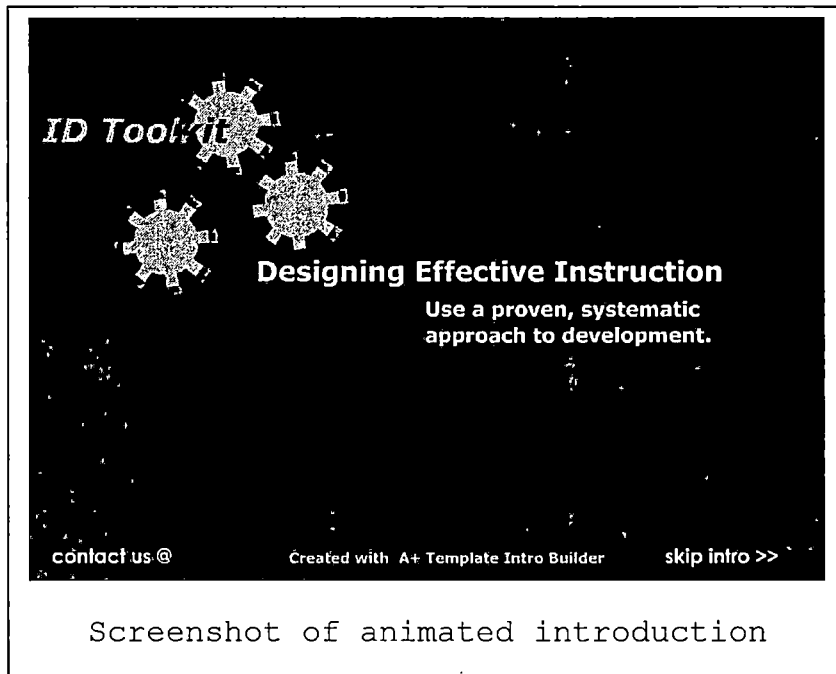 ID Toolkit
Designing Effective Instruction
Use a proven, systematic
approach to development.
contact us @
Created with A+ Template Intro Builder
skip intro >>
Screenshot of animated introduction